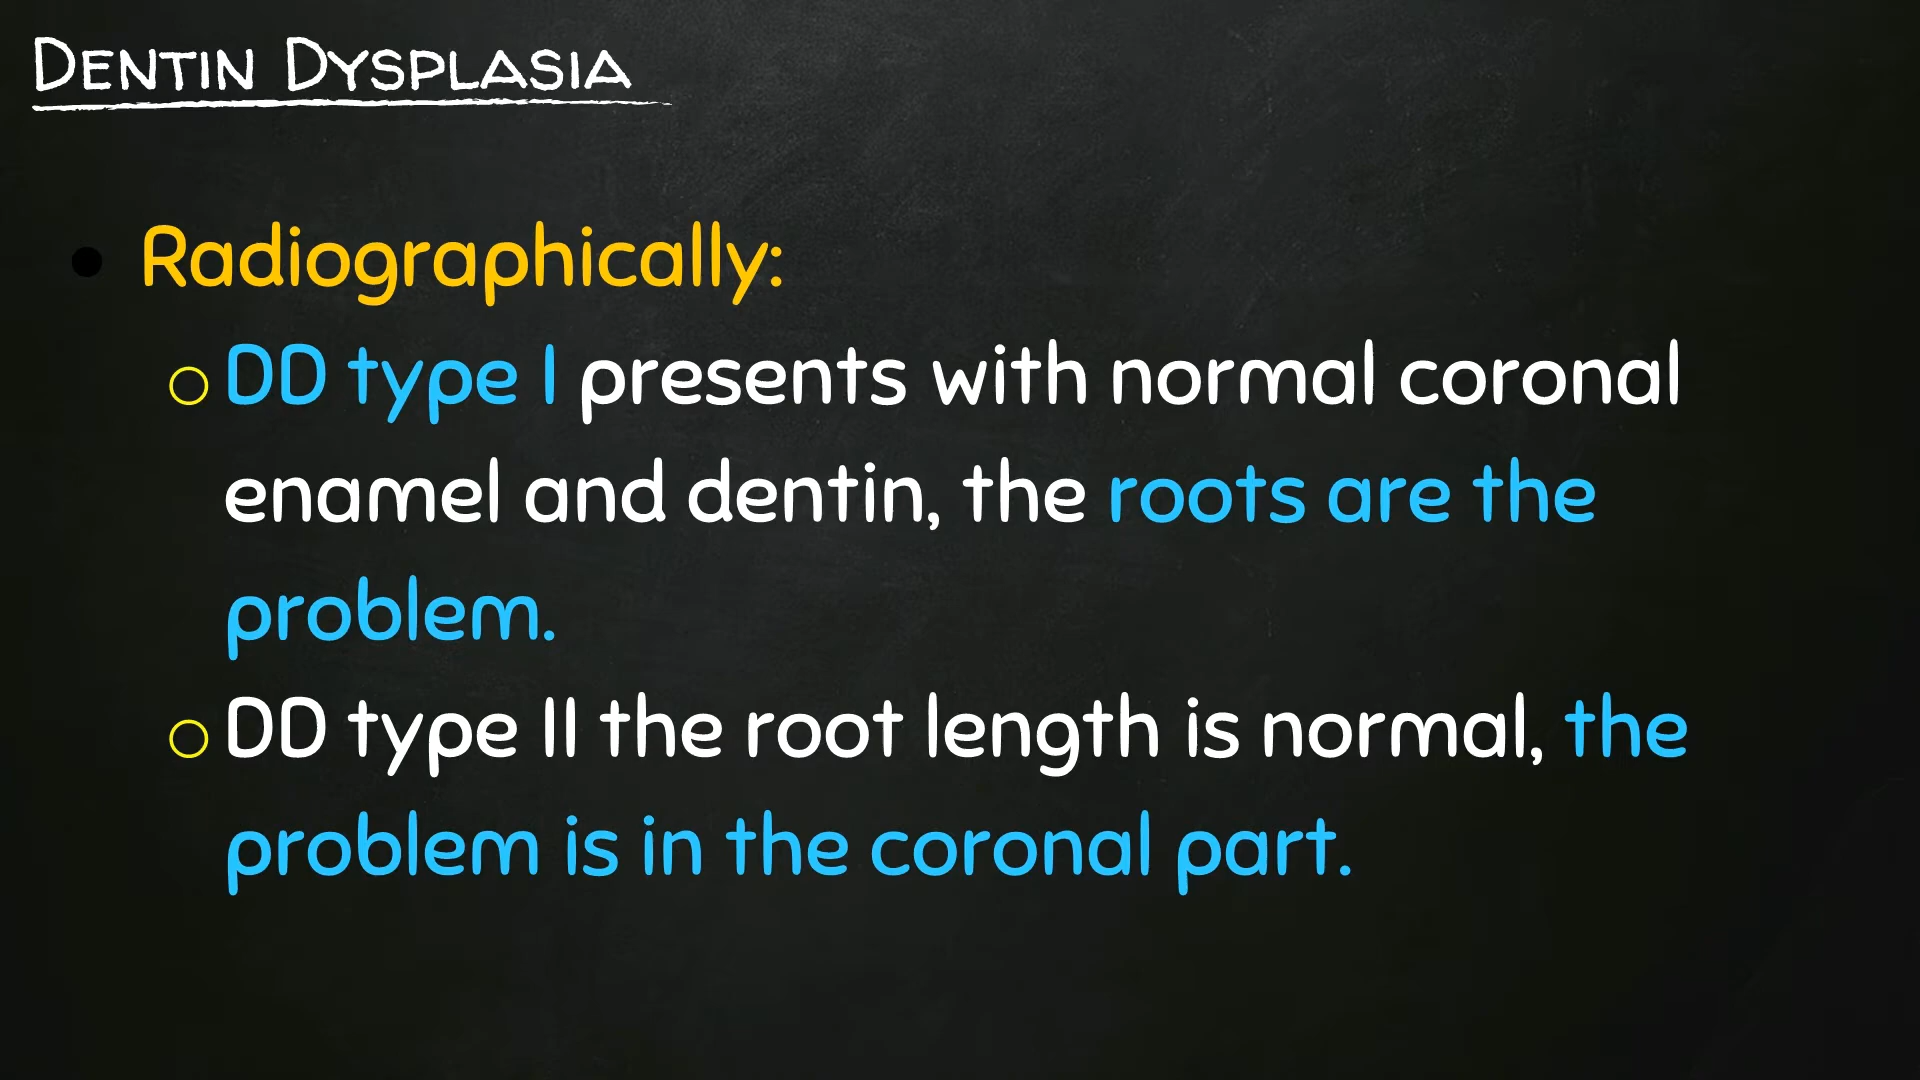 Dentin Dysplasia
• Radiographically:
○ DD type I presents with normal coronal
enamel and dentin, the roots are the
problem.
○ DD type II the root length is normal, the
problem is in the coronal part.